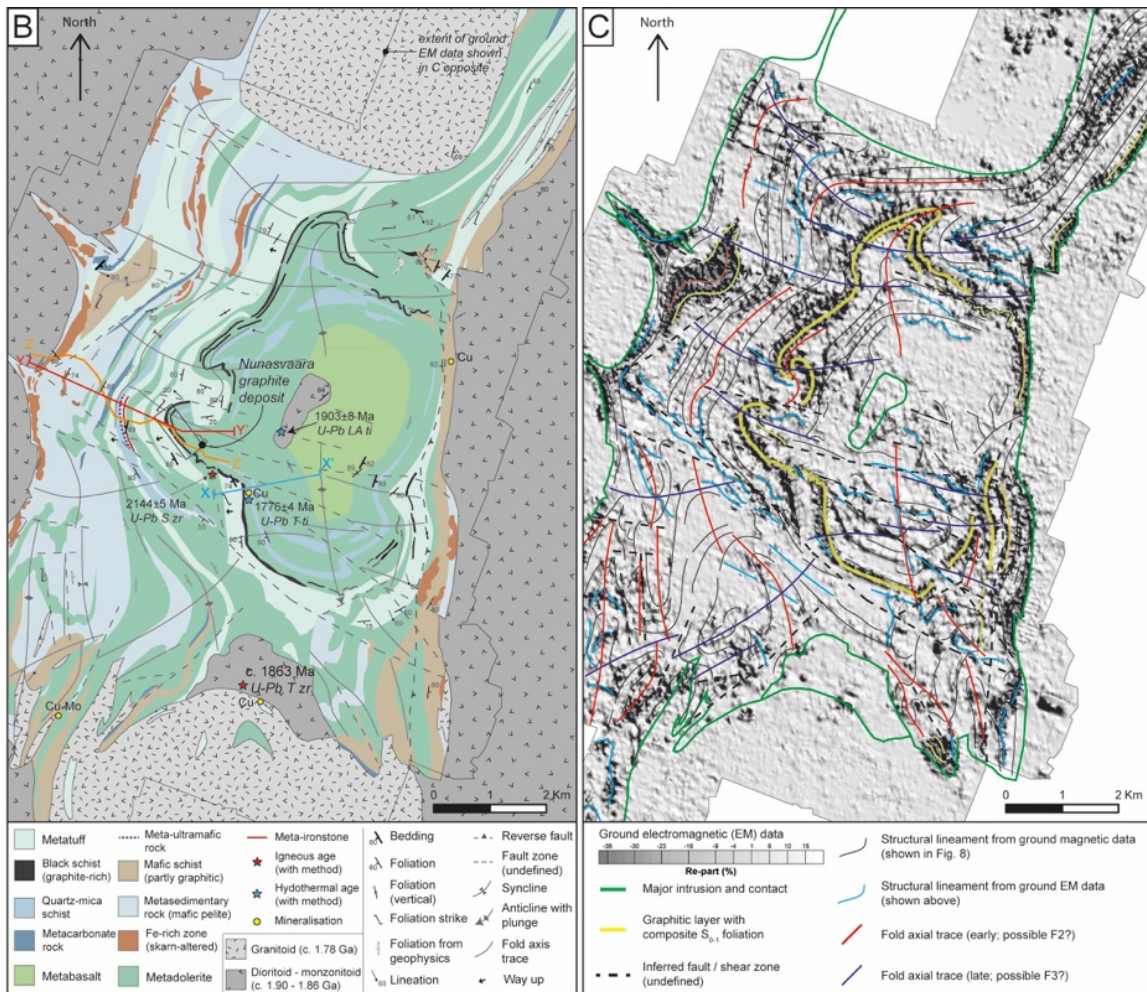 B
North
extent of ground
EM data shown
in C opposite
Nunasvaara
graphite
deposit
1903±8 Ma
U-Pb LA ti
Cu
Z
Y
Y'
Z'
X
X'
Cu
1776±4 Ma
U-Pb T ti
2144±5 Ma
U-Pb S zr
c. 1863 Ma
U-Pb T zr
Cu
Cu-Mo
0 1 2 Km
Metatuff
Black schist
(graphite-rich)
Quartz-mica
schist
Metacarbonate
rock
Metabasalt
Meta-ultramafic
rock
Mafic schist
(partly graphitic)
Metasedimentary
rock (mafic pelite)
Fe-rich zone
(skarn-altered)
Metadolerite
Meta-ironstone
Igneous age
(with method)
Hydothermal age
(with method)
Mineralisation
Granitoid (c. 1.78 Ga)
Dioritoid - monzonitoid
(c. 1.90 - 1.86 Ga)
80 Bedding
80 Foliation
Foliation
(vertical)
Foliation strike
Foliation from
geophysics
60 Lineation
Reverse fault
Fault zone
(undefined)
Syncline
Anticline with
plunge
Fold axis
trace
Way up
C
North
0 1 2 Km
Ground electromagnetic (EM) data
Re-part (%)
Major intrusion and contact
Graphitic layer with
composite S0-1 foliation
Inferred fault / shear zone
(undefined)
Structural lineament from ground magnetic data
(shown in Fig. 8)
Structural lineament from ground EM data
(shown above)
Fold axial trace (early; possible F2?)
Fold axial trace (late; possible F3?)